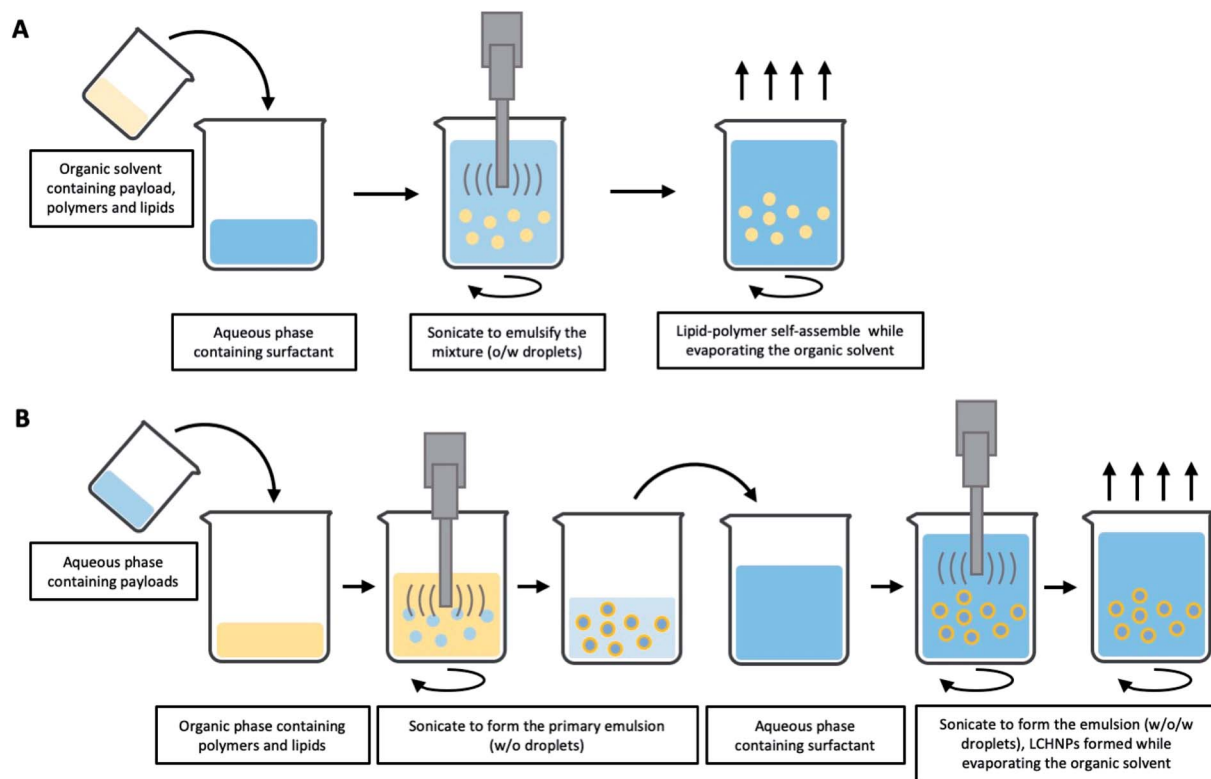 A
Organic solvent
containing payload,
polymers and lipids
Aqueous phase
containing surfactant
Sonicate to emulsify the
mixture (o/w droplets)
Lipid-polymer self-assemble while
evaporating the organic solvent
B
Aqueous phase
containing payloads
Organic phase containing
polymers and lipids
Sonicate to form the primary emulsion
(w/o droplets)
Aqueous phase
containing surfactant
Sonicate to form the emulsion (w/o/w
droplets), LCHNPs formed while
evaporating the organic solvent